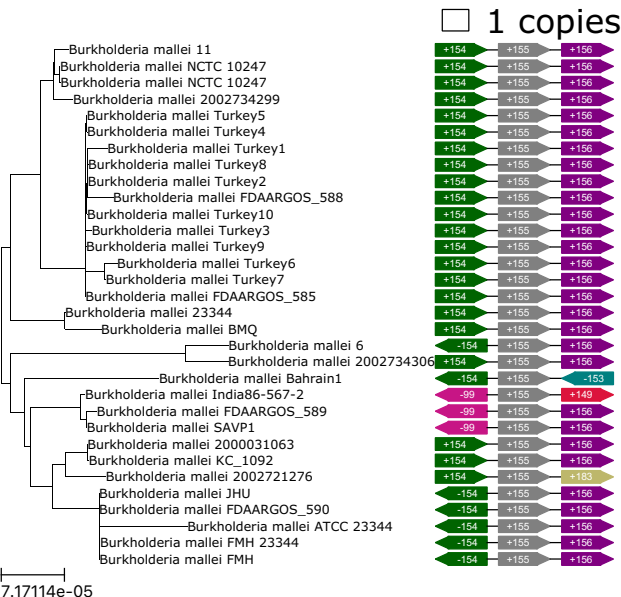 1 copies
Burkholderia mallei 11 +154 +155 +156
Burkholderia mallei NCTC 10247 +154 +155 +156
Burkholderia mallei NCTC 10247 +154 +155 +156
Burkholderia mallei 2002734299 +154 +155 +156
Burkholderia mallei Turkey5 +154 +155 +156
Burkholderia mallei Turkey4 +154 +155 +156
Burkholderia mallei Turkey1 +154 +155 +156
Burkholderia mallei Turkey8 +154 +155 +156
Burkholderia mallei Turkey2 +154 +155 +156
Burkholderia mallei FDAARGOS_588 +154 +155 +156
Burkholderia mallei Turkey10 +154 +155 +156
Burkholderia mallei Turkey3 +154 +155 +156
Burkholderia mallei Turkey9 +154 +155 +156
Burkholderia mallei Turkey6 +154 +155 +156
Burkholderia mallei Turkey7 +154 +155 +156
Burkholderia mallei FDAARGOS_585 +154 +155 +156
Burkholderia mallei 23344 +154 +155 +156
Burkholderia mallei BMQ +154 +155 +156
Burkholderia mallei 6 -154 +155 +156
Burkholderia mallei 2002734306 +154 +155 +156
Burkholderia mallei Bahrain1 -154 +155 -153
Burkholderia mallei India86-567-2 -99 +155 +149
Burkholderia mallei FDAARGOS_589 -99 +155 +156
Burkholderia mallei SAVP1 -99 +155 +156
Burkholderia mallei 2000031063 +154 +155 +156
Burkholderia mallei KC_1092 +154 +155 +156
Burkholderia mallei 2002721276 +154 +155 +183
Burkholderia mallei JHU -154 +155 +156
Burkholderia mallei FDAARGOS_590 -154 +155 +156
Burkholderia mallei ATCC 23344 -154 +155 +156
Burkholderia mallei FMH 23344 -154 +155 +156
Burkholderia mallei FMH -154 +155 +156
7.17114e-05